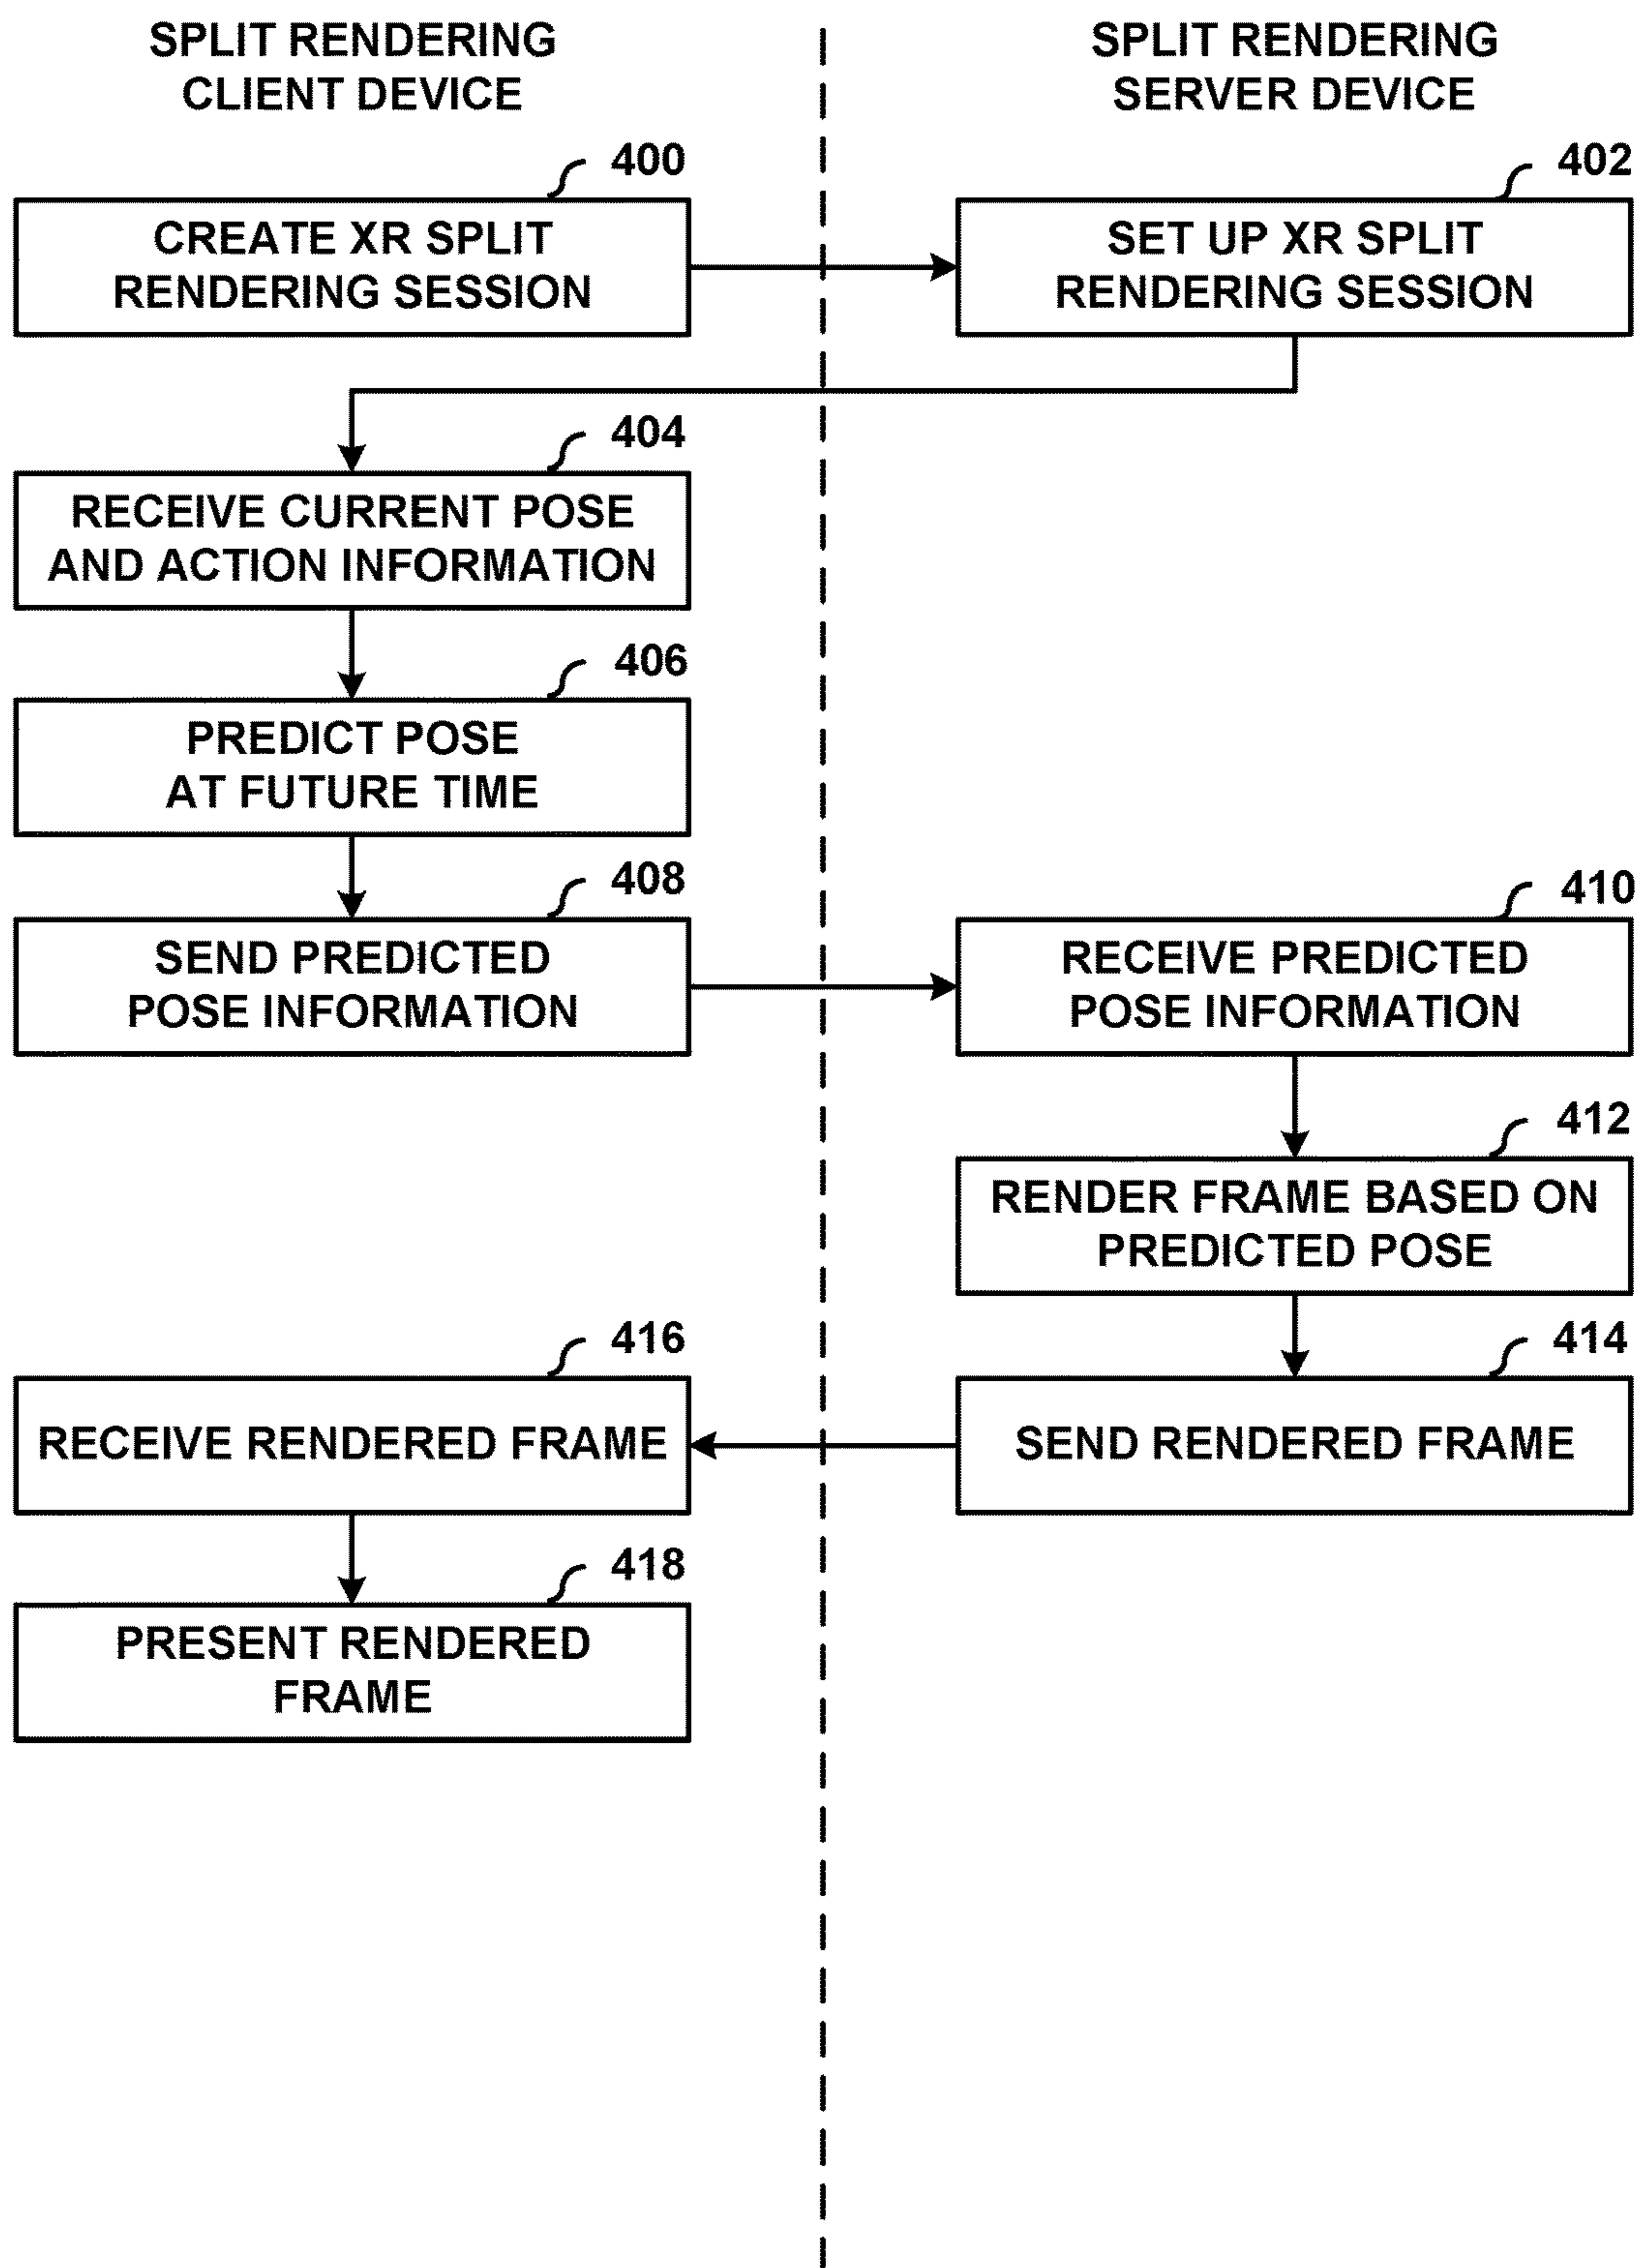 SPLIT RENDERING
CLIENT DEVICE
SPLIT RENDERING
SERVER DEVICE
400
CREATE XR SPLIT
RENDERING SESSION
402
SET UP XR SPLIT
RENDERING SESSION
404
RECEIVE CURRENT POSE
AND ACTION INFORMATION
406
PREDICT POSE
AT FUTURE TIME
408
SEND PREDICTED
POSE INFORMATION
410
RECEIVE PREDICTED
POSE INFORMATION
412
RENDER FRAME BASED ON
PREDICTED POSE
414
SEND RENDERED FRAME
416
RECEIVE RENDERED FRAME
418
PRESENT RENDERED
FRAME